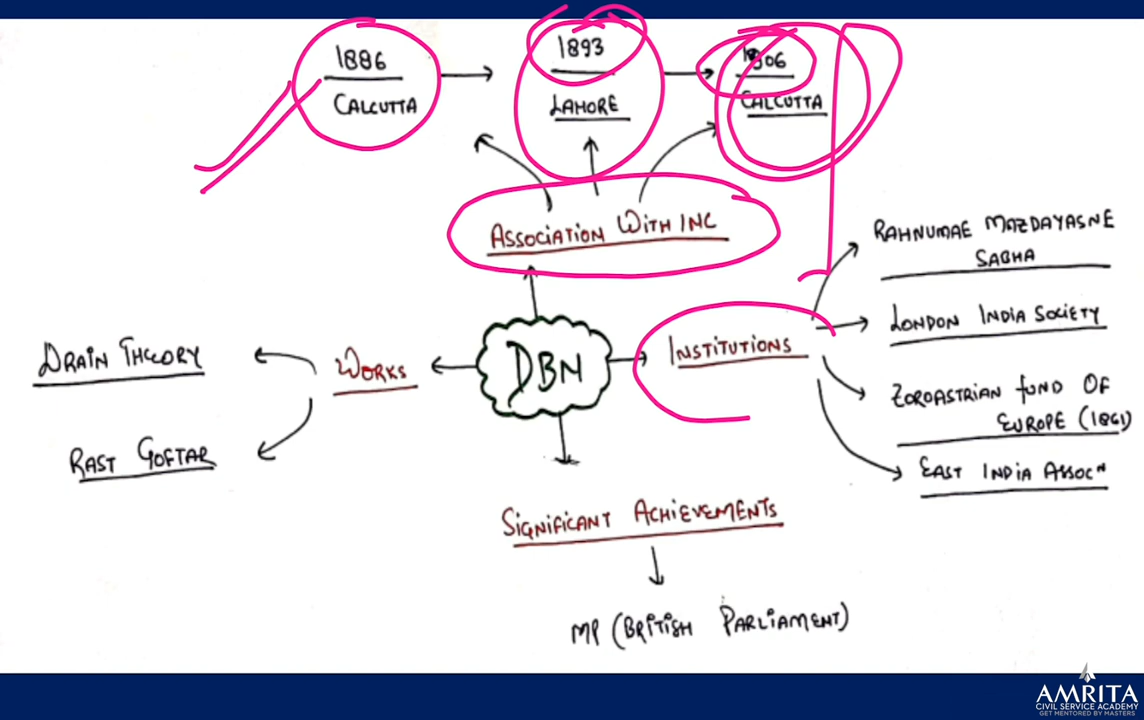 1886
CALCUTTA
1893
LAHORE
1906
CALCUTTA
ASSOCIATION WITH INC
RAHNUMAE MAZDAYASNE
SABHA
LONDON INDIA SOCIETY
ZOROASTRIAN FUND OF
EUROPE (1861)
EAST INDIA ASSOCN
INSTITUTIONS
DBN
WORKS
DRAIN THEORY
RAST GOFTAR
SIGNIFICANT ACHIEVEMENTS
MP (BRITISH PARLIAMENT)
AMRITA
CIVIL SERVICE ACADEMY
GET MENTORED BY MASTERS